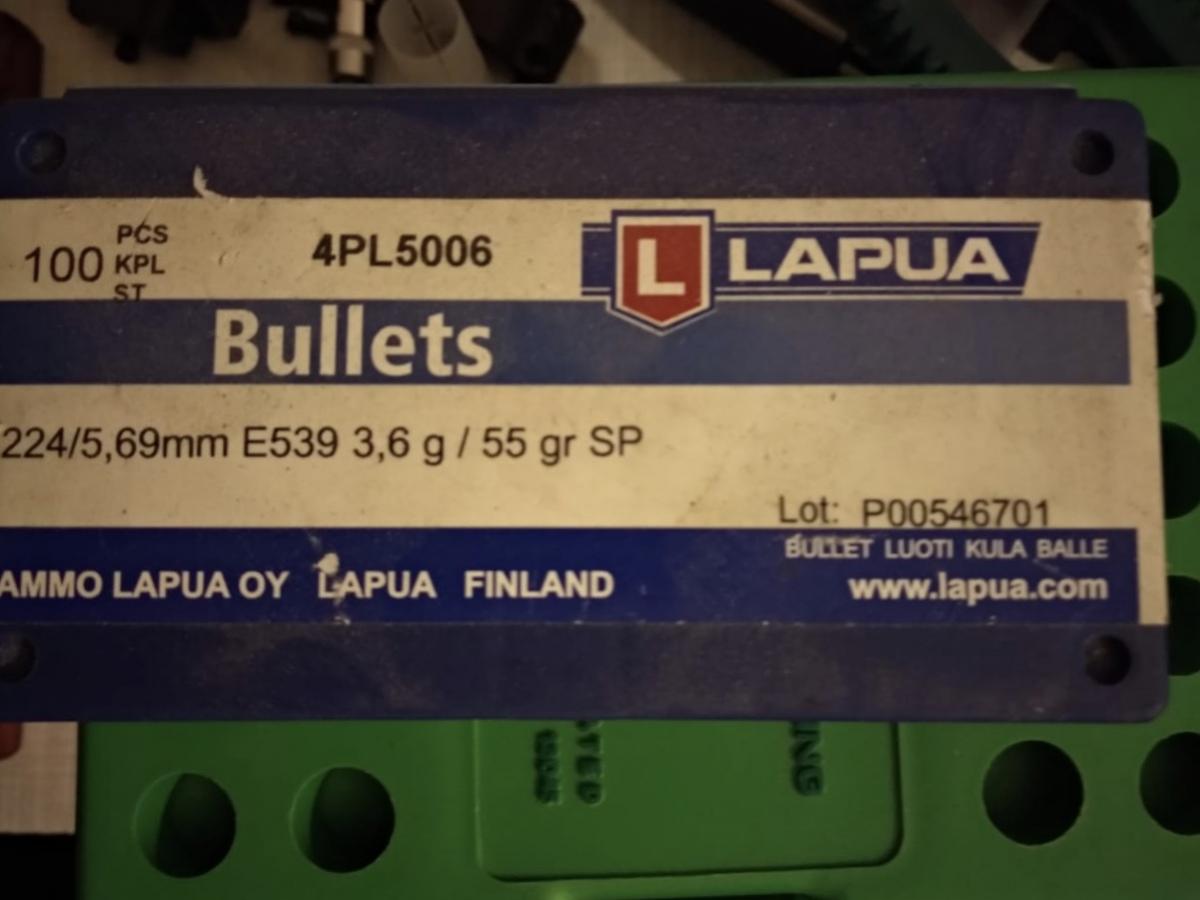 100 PCS
KPL
ST
4PL5006
L LAPUA
Bullets
224/5,69mm E539 3,6 g / 55 gr SP
Lot: P00546701
BULLET LUOTI KULA BALLE
AMMO LAPUA OY LAPUA FINLAND
www.lapua.com